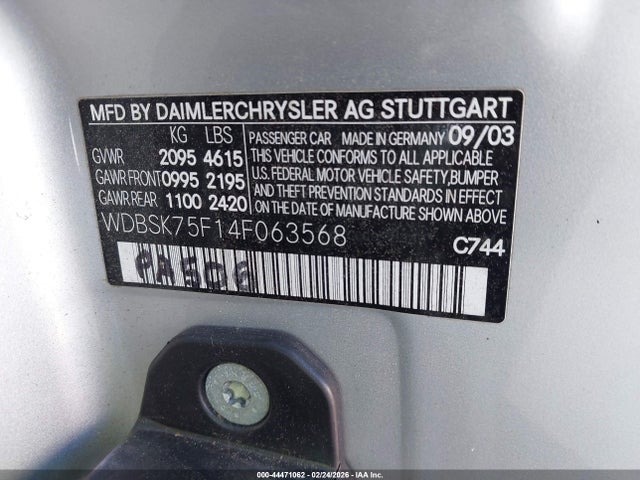 MFD BY DAIMLERCHRYSLER AG STUTTGART
KG LBS
GVWR 2095 4615
GAWR FRONT 0995 2195
GAWR REAR 1100 2420
PASSENGER CAR MADE IN GERMANY 09/03
THIS VEHICLE CONFORMS TO ALL APPLICABLE
U.S. FEDERAL MOTOR VEHICLE SAFETY, BUMPER
AND THEFT PREVENTION STANDARDS IN EFFECT
ON THE DATE OF MANUFACTURE SHOWN ABOVE.
WDBSK75F14F063568
C744
000-44471062 | 02/24/2026 | IAA Inc.